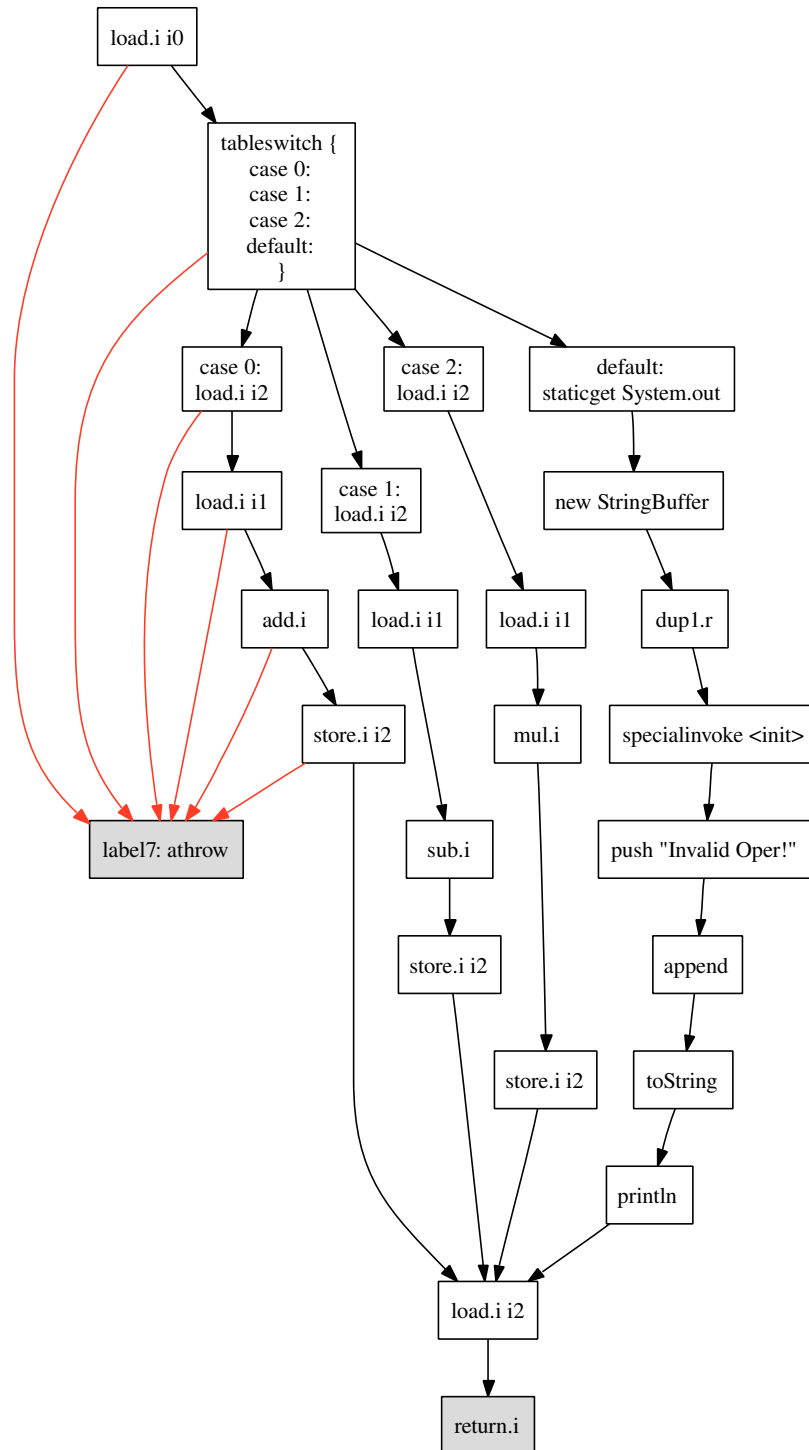 load.i i0
tableswitch {
case 0:
case 1:
case 2:
default:
}
case 0:
load.i i2
case 2:
load.i i2
default:
staticget System.out
load.i i1
case 1:
load.i i2
new StringBuffer
add.i
load.i i1
load.i i1
dup1.r
store.i i2
mul.i
specialinvoke <init>
label7: athrow
sub.i
push "Invalid Oper!"
store.i i2
append
store.i i2
toString
println
load.i i2
return.i